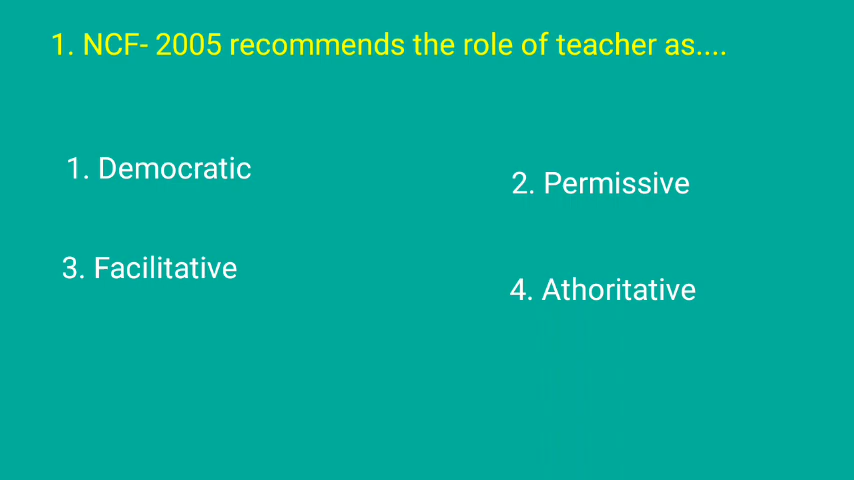 1. NCF- 2005 recommends the role of teacher as....
1. Democratic
2. Permissive
3. Facilitative
4. Athoritative